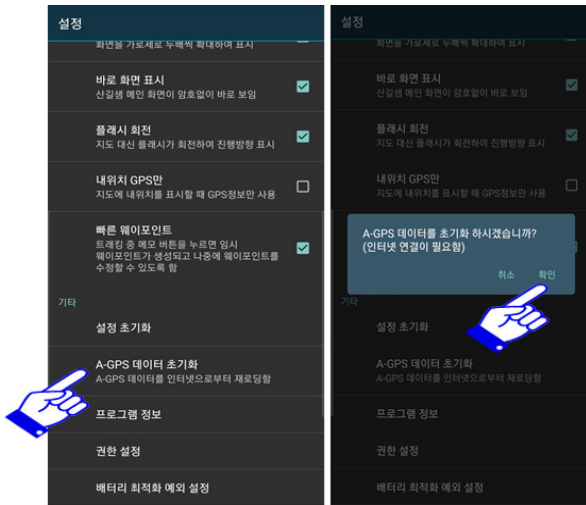 설정
화면을 가로세로 두배씩 확대하여 표시
바로 화면 표시
산길샘 메인 화면이 암호없이 바로 보임
플래시 회전
지도 대신 플래시가 회전하여 진행방향 표시
내위치 GPS만
지도에 내위치를 표시할 때 GPS정보만 사용
빠른 웨이포인트
트래킹 중 메모 버튼을 누르면 임시
웨이포인트가 생성되고 나중에 웨이포인트를
수정할 수 있도록 함
기타
설정 초기화
A-GPS 데이터 초기화
A-GPS 데이터를 인터넷으로부터 재로딩함
프로그램 정보
권한 설정
배터리 최적화 예외 설정
설정
화면을 가로세로 두배씩 확대하여 표시
바로 화면 표시
산길샘 메인 화면이 암호없이 바로 보임
플래시 회전
지도 대신 플래시가 회전하여 진행방향 표시
내위치 GPS만
지도에 내위치를 표시할 때 GPS정보만 사용
A-GPS 데이터를 초기화 하시겠습니까?
(인터넷 연결이 필요함)
취소 확인
기타
설정 초기화
A-GPS 데이터 초기화
A-GPS 데이터를 인터넷으로부터 재로딩함
프로그램 정보
권한 설정
배터리 최적화 예외 설정